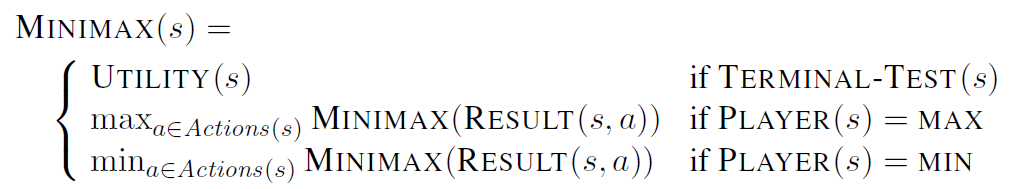 MINIMAX(s) =
UTILITY(s) if TERMINAL-TEST(s)
max_{a∈Actions(s)} MINIMAX(RESULT(s, a)) if PLAYER(s) = MAX
min_{a∈Actions(s)} MINIMAX(RESULT(s, a)) if PLAYER(s) = MIN